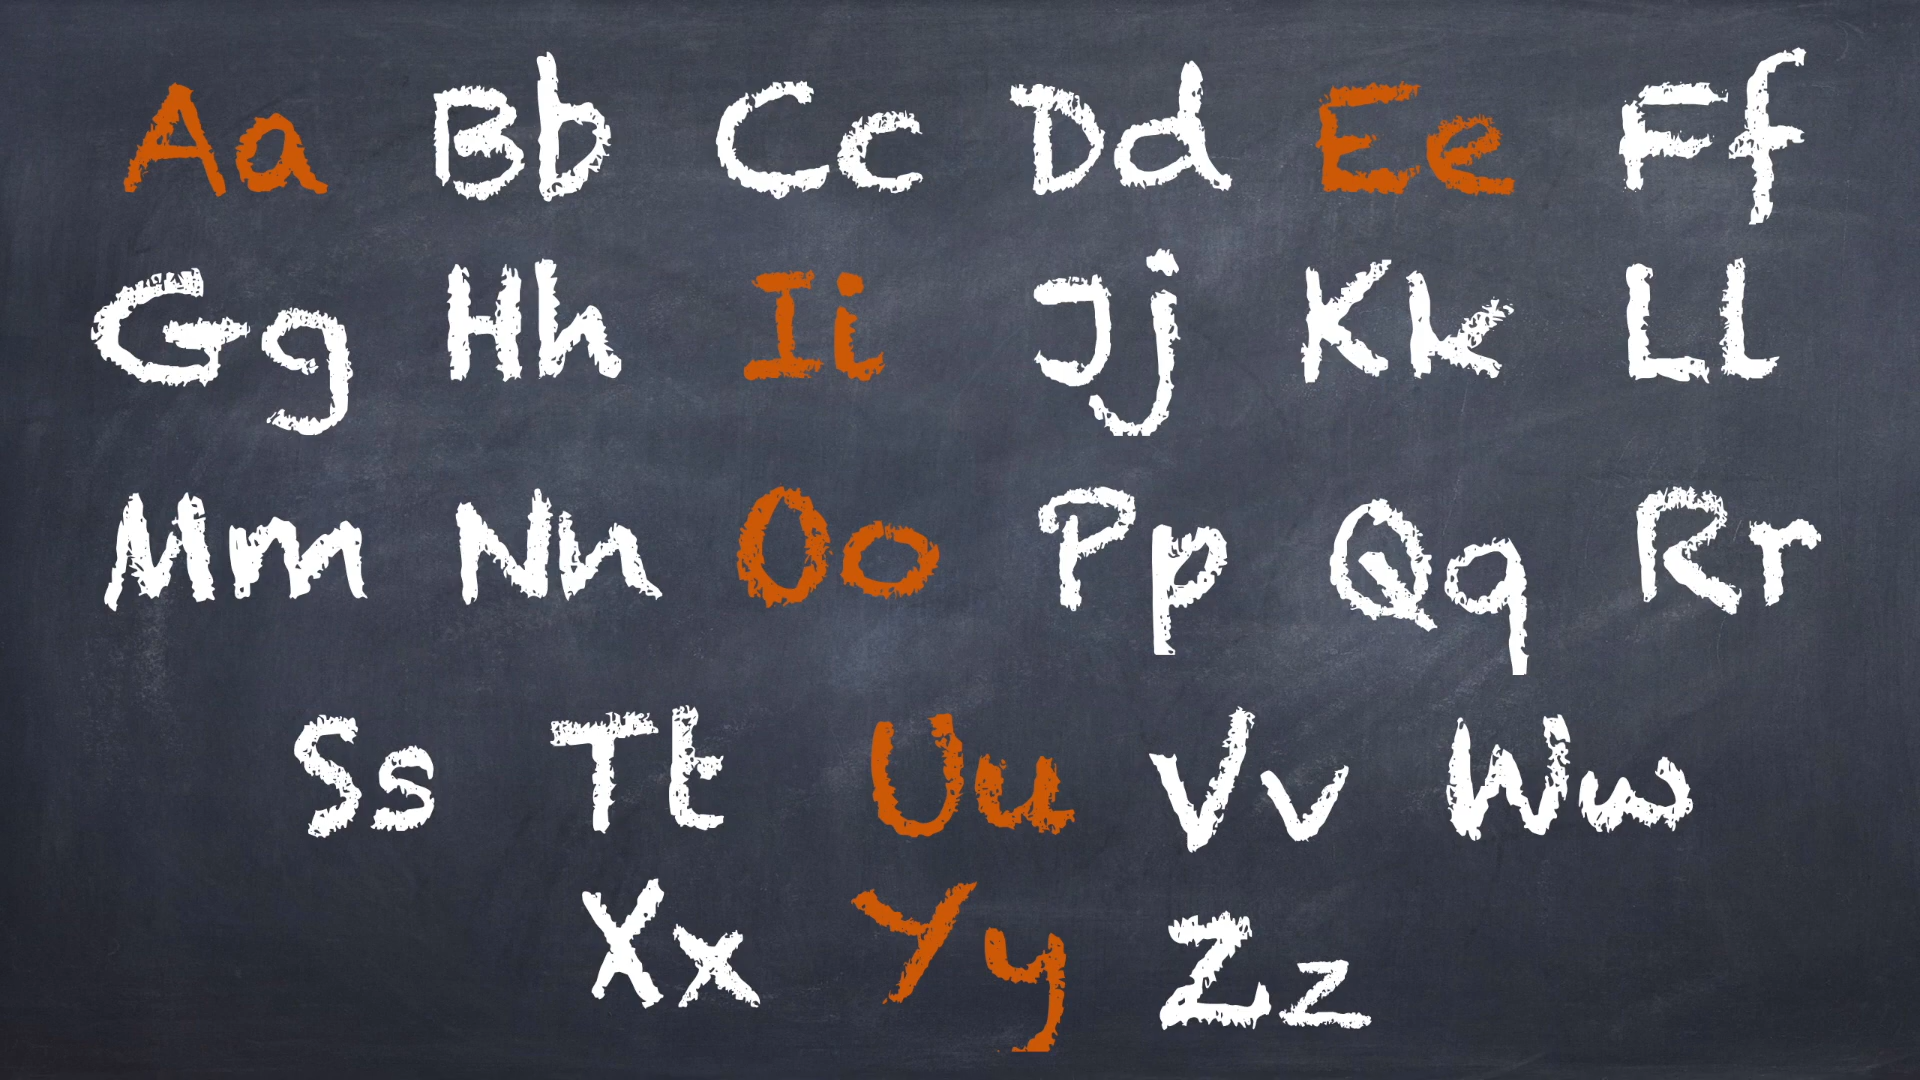 Aa Bb Cc Dd Ee Ff
Gg Hh Ii Jj Kk Ll
Mm Nn Oo Pp Qq Rr
Ss Tt Uu Vv Ww
Xx Yy Zz